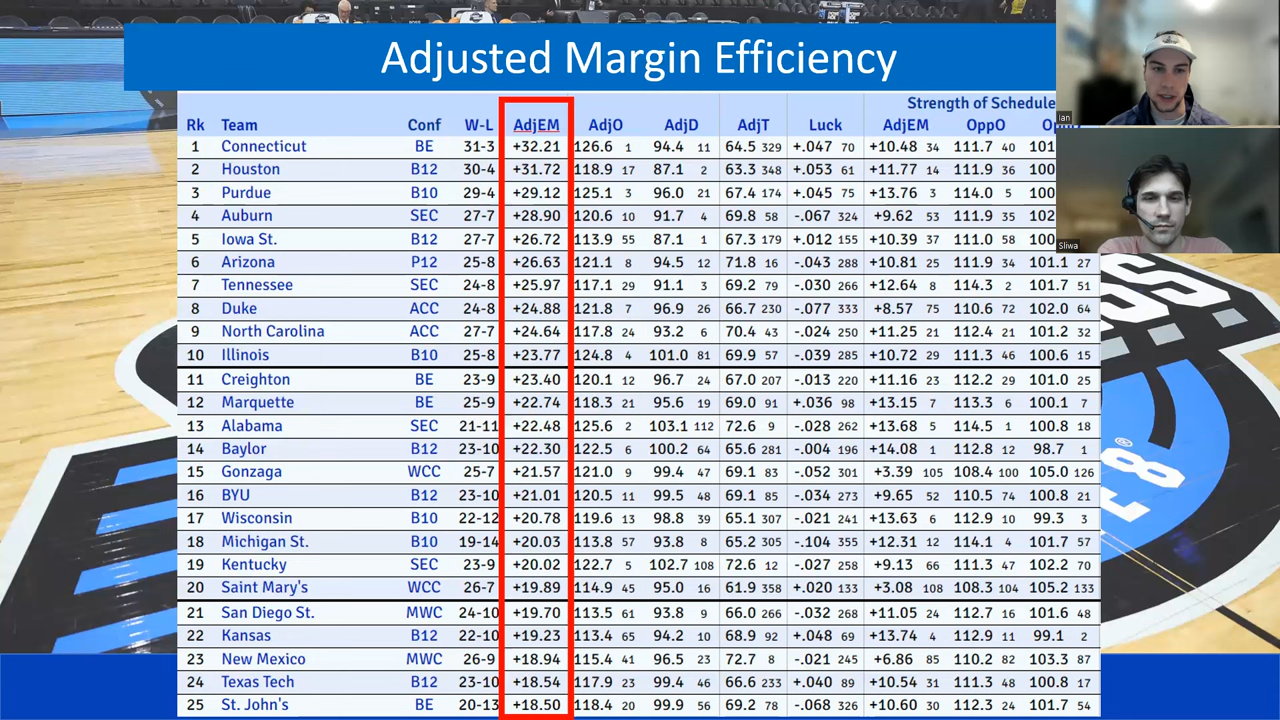 Adjusted Margin Efficiency
Ian
Sliwa
Strength of Schedule
Rk Team Conf W-L AdjEM AdjO AdjD AdjT Luck AdjEM OppO
1 Connecticut BE 31-3 +32.21 126.6 1 94.4 11 64.5 329 +.047 70 +10.48 34 111.7 40 101
2 Houston B12 30-4 +31.72 118.9 17 87.1 2 63.3 348 +.053 61 +11.77 14 111.9 36 100
3 Purdue B10 29-4 +29.12 125.1 3 96.0 21 67.4 174 +.045 75 +13.76 3 114.0 5 100
4 Auburn SEC 27-7 +28.90 120.6 10 91.7 4 69.8 58 -.067 324 +9.62 53 111.9 35 102
5 Iowa St. B12 27-7 +26.72 113.9 55 87.1 1 67.3 179 +.012 155 +10.39 37 111.0 58 100
6 Arizona P12 25-8 +26.63 121.1 8 94.5 12 71.8 16 -.043 288 +10.81 25 111.9 34 101.1 27
7 Tennessee SEC 24-8 +25.97 117.1 29 91.1 3 69.2 79 -.030 266 +12.64 8 114.3 2 101.7 51
8 Duke ACC 24-8 +24.88 121.8 7 96.9 26 66.7 230 -.077 333 +8.57 75 110.6 72 102.0 64
9 North Carolina ACC 27-7 +24.64 117.8 24 93.2 6 70.4 43 -.024 250 +11.25 21 112.4 21 101.2 32
10 Illinois B10 25-8 +23.77 124.8 4 101.0 81 69.9 57 -.039 285 +10.72 29 111.3 46 100.6 15
11 Creighton BE 23-9 +23.40 120.1 12 96.7 24 67.0 207 -.013 220 +11.16 23 112.2 29 101.0 25
12 Marquette BE 25-9 +22.74 118.3 21 95.6 19 69.0 91 +.036 98 +13.15 7 113.3 6 100.1 7
13 Alabama SEC 21-11 +22.48 125.6 2 103.1 112 72.6 9 -.028 262 +13.68 5 114.5 1 100.8 18
14 Baylor B12 23-10 +22.30 122.5 6 100.2 64 65.6 281 -.004 196 +14.08 1 112.8 12 98.7 1
15 Gonzaga WCC 25-7 +21.57 121.0 9 99.4 47 69.1 83 -.052 301 +3.39 105 108.4 100 105.0 126
16 BYU B12 23-10 +21.01 120.5 11 99.5 48 69.1 85 -.034 273 +9.65 52 110.5 74 100.8 21
17 Wisconsin B10 22-12 +20.78 119.6 13 98.8 39 65.1 307 -.021 241 +13.63 6 112.9 10 99.3 3
18 Michigan St. B10 19-14 +20.03 113.8 57 93.8 8 65.2 305 -.104 355 +12.31 12 114.1 4 101.7 57
19 Kentucky SEC 23-9 +20.02 122.7 5 102.7 108 72.6 12 -.027 258 +9.13 66 111.3 47 102.2 70
20 Saint Mary's WCC 26-7 +19.89 114.9 45 95.0 16 61.9 358 +.020 133 +3.08 108 108.3 104 105.2 133
21 San Diego St. MWC 24-10 +19.70 113.5 61 93.8 9 66.0 266 -.032 268 +11.05 24 112.7 16 101.6 48
22 Kansas B12 22-10 +19.23 113.4 65 94.2 10 68.9 92 +.048 69 +13.74 4 112.9 11 99.1 2
23 New Mexico MWC 26-9 +18.94 115.4 41 96.5 23 72.7 8 -.021 245 +6.86 85 110.2 82 103.3 87
24 Texas Tech B12 23-10 +18.54 117.9 23 99.4 46 66.6 233 +.040 89 +10.54 31 111.3 48 100.8 17
25 St. John's BE 20-13 +18.50 118.4 20 99.9 56 69.2 78 -.068 326 +10.60 30 112.3 24 101.7 54